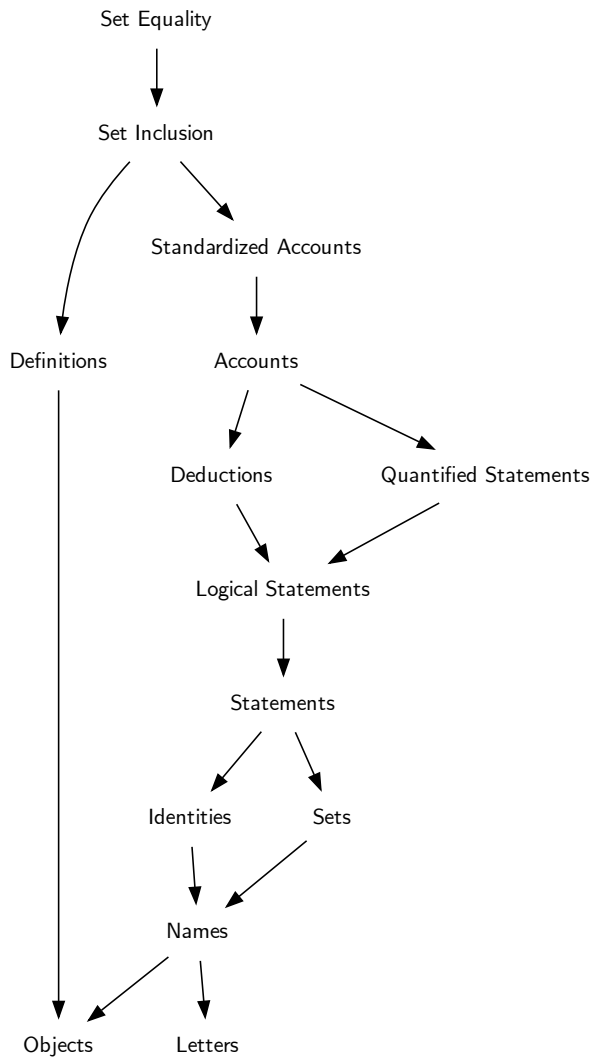 Set Equality
Set Inclusion
Standardized Accounts
Definitions
Accounts
Deductions
Quantified Statements
Logical Statements
Statements
Identities
Sets
Names
Objects
Letters